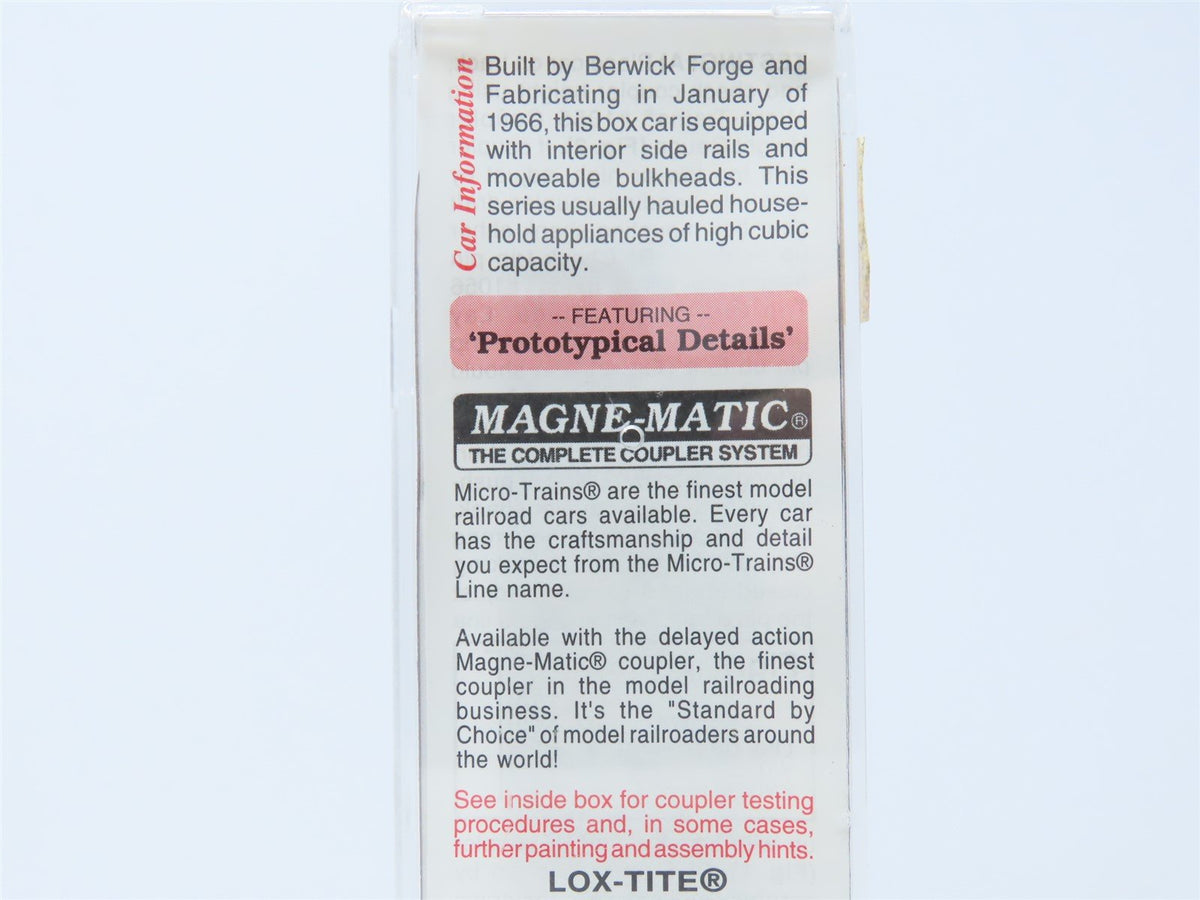 Car Information
Built by Berwick Forge and
Fabricating in January of
1966, this box car is equipped
with interior side rails and
moveable bulkheads. This
series usually hauled house-
hold appliances of high cubic
capacity.
-- FEATURING --
‘Prototypical Details’
MAGNE-MATIC®
THE COMPLETE COUPLER SYSTEM
Micro-Trains® are the finest model
railroad cars available. Every car
has the craftsmanship and detail
you expect from the Micro-Trains®
Line name.
Available with the delayed action
Magne-Matic® coupler, the finest
coupler in the model railroading
business. It's the "Standard by
Choice" of model railroaders around
the world!
See inside box for coupler testing
procedures and, in some cases,
further painting and assembly hints.
LOX-TITE®